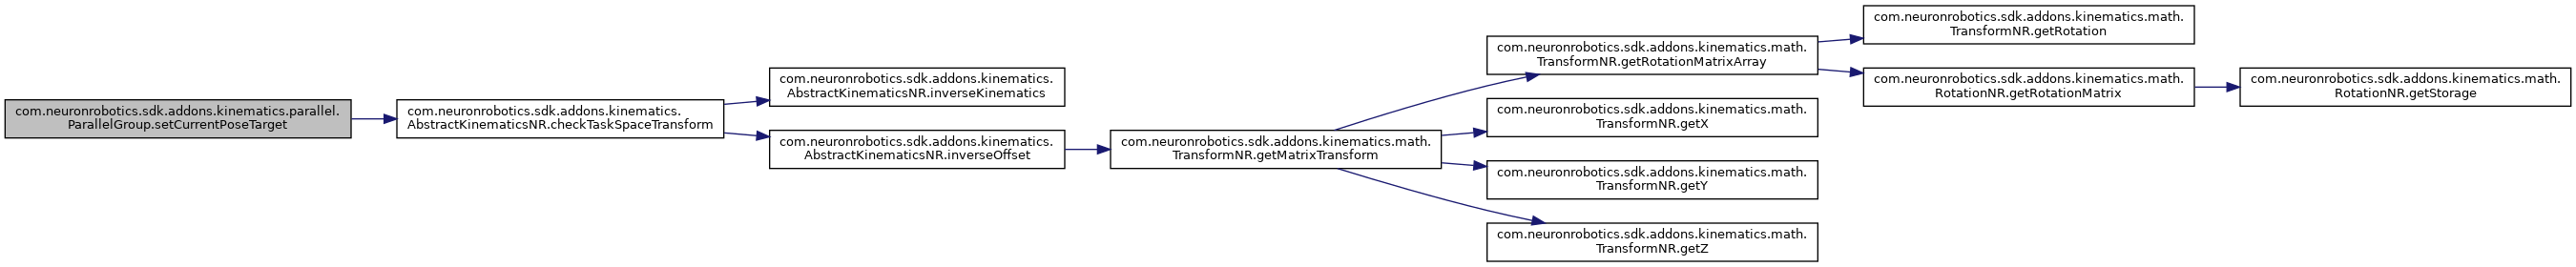 com.neuronrobotics.sdk.addons.kinematics.parallel.
ParallelGroup.setCurrentPoseTarget
com.neuronrobotics.sdk.addons.kinematics.
AbstractKinematicsNR.checkTaskSpaceTransform
com.neuronrobotics.sdk.addons.kinematics.
AbstractKinematicsNR.inverseKinematics
com.neuronrobotics.sdk.addons.kinematics.
AbstractKinematicsNR.inverseOffset
com.neuronrobotics.sdk.addons.kinematics.math.
TransformNR.getMatrixTransform
com.neuronrobotics.sdk.addons.kinematics.math.
TransformNR.getRotationMatrixArray
com.neuronrobotics.sdk.addons.kinematics.math.
TransformNR.getX
com.neuronrobotics.sdk.addons.kinematics.math.
TransformNR.getY
com.neuronrobotics.sdk.addons.kinematics.math.
TransformNR.getZ
com.neuronrobotics.sdk.addons.kinematics.math.
TransformNR.getRotation
com.neuronrobotics.sdk.addons.kinematics.math.
RotationNR.getRotationMatrix
com.neuronrobotics.sdk.addons.kinematics.math.
RotationNR.getStorage